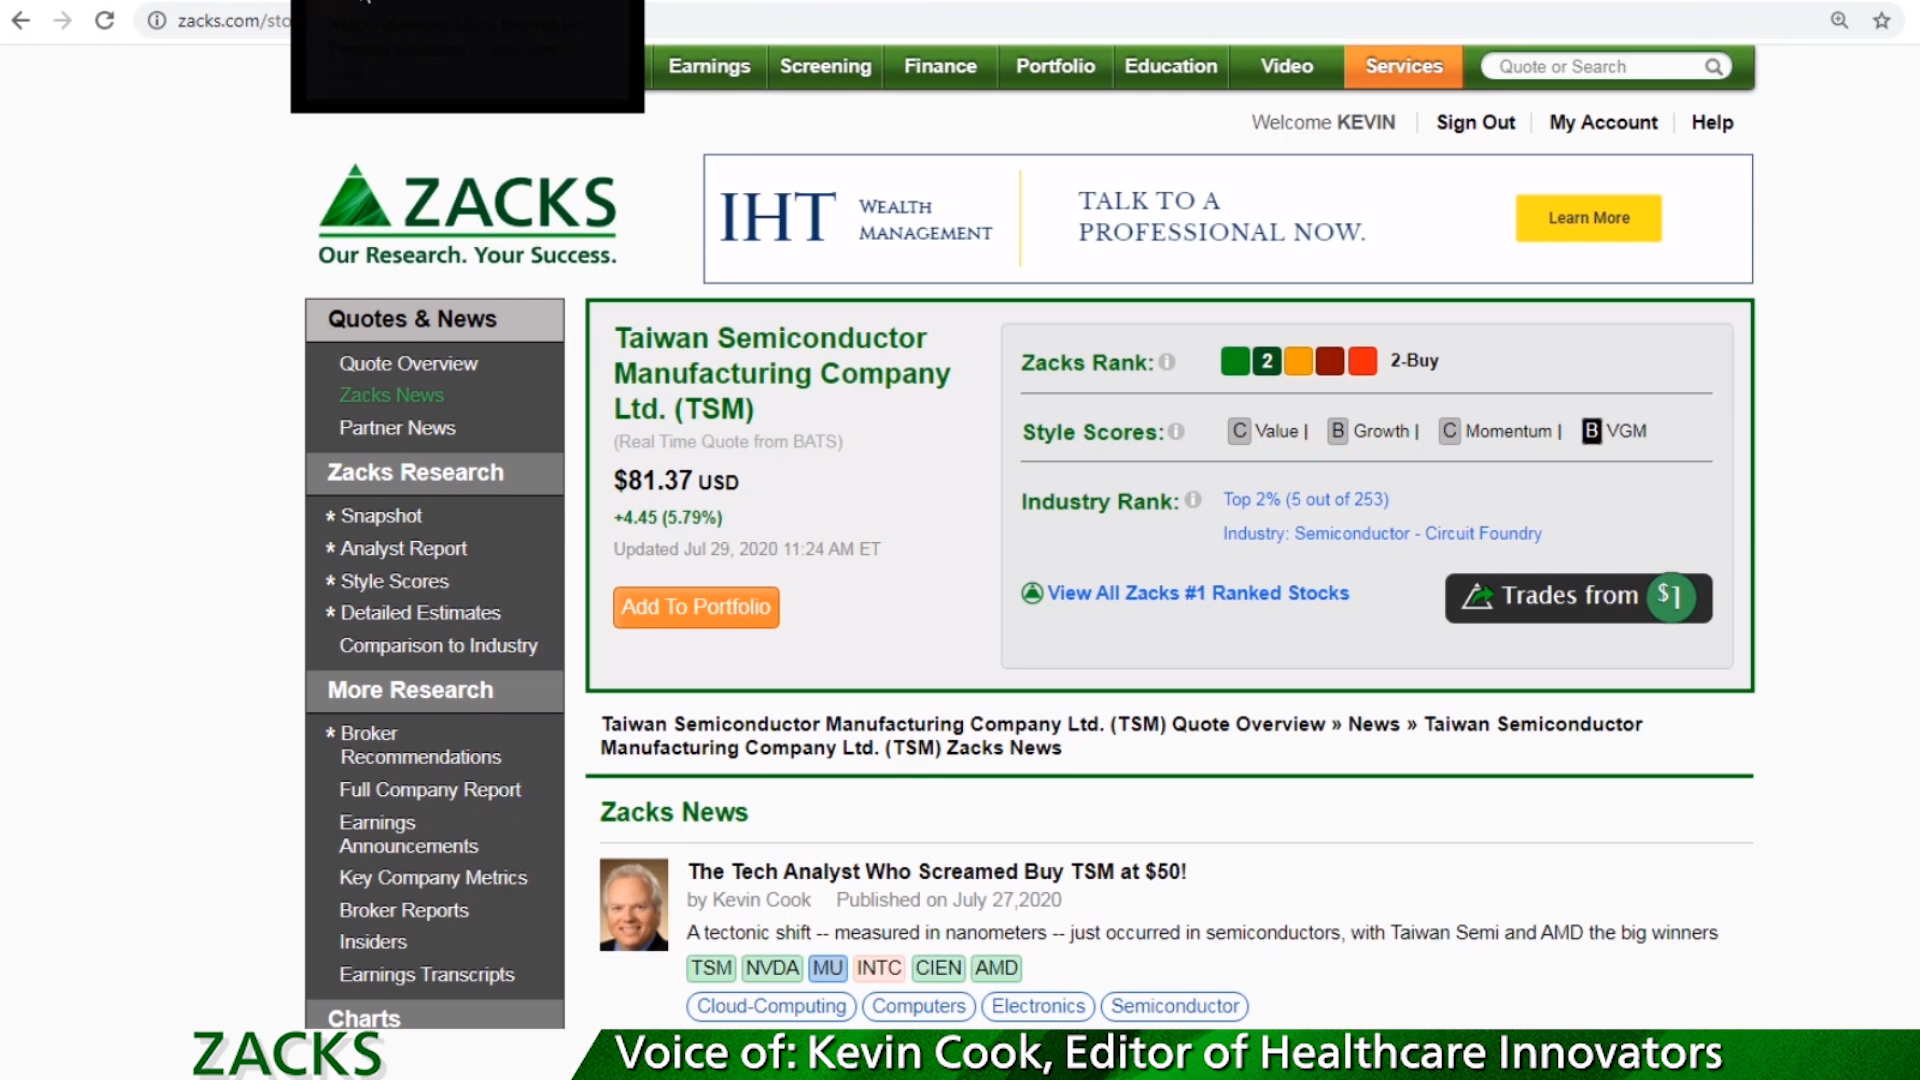 zacks.com/sto
Earnings
Screening
Finance
Portfolio
Education
Video
Services
Quote or Search
Welcome KEVIN
Sign Out
My Account
Help
ZACKS
Our Research. Your Success.
IHT
WEALTH
MANAGEMENT
TALK TO A
PROFESSIONAL NOW.
Learn More
Quotes & News
Quote Overview
Zacks News
Partner News
Zacks Research
* Snapshot
* Analyst Report
* Style Scores
* Detailed Estimates
Comparison to Industry
More Research
* Broker
Recommendations
Full Company Report
Earnings
Announcements
Key Company Metrics
Broker Reports
Insiders
Earnings Transcripts
Charts
Taiwan Semiconductor
Manufacturing Company
Ltd. (TSM)
(Real Time Quote from BATS)
$81.37 USD
+4.45 (5.79%)
Updated Jul 29, 2020 11:24 AM ET
Add To Portfolio
Zacks Rank: 2 2-Buy
Style Scores: C Value | B Growth | C Momentum | B VGM
Industry Rank: Top 2% (5 out of 253)
Industry: Semiconductor - Circuit Foundry
View All Zacks #1 Ranked Stocks
Trades from $1
Taiwan Semiconductor Manufacturing Company Ltd. (TSM) Quote Overview » News » Taiwan Semiconductor
Manufacturing Company Ltd. (TSM) Zacks News
Zacks News
The Tech Analyst Who Screamed Buy TSM at $50!
by Kevin Cook Published on July 27,2020
A tectonic shift -- measured in nanometers -- just occurred in semiconductors, with Taiwan Semi and AMD the big winners
TSM NVDA MU INTC CIEN AMD
Cloud-Computing Computers Electronics Semiconductor
ZACKS
Voice of: Kevin Cook, Editor of Healthcare Innovators